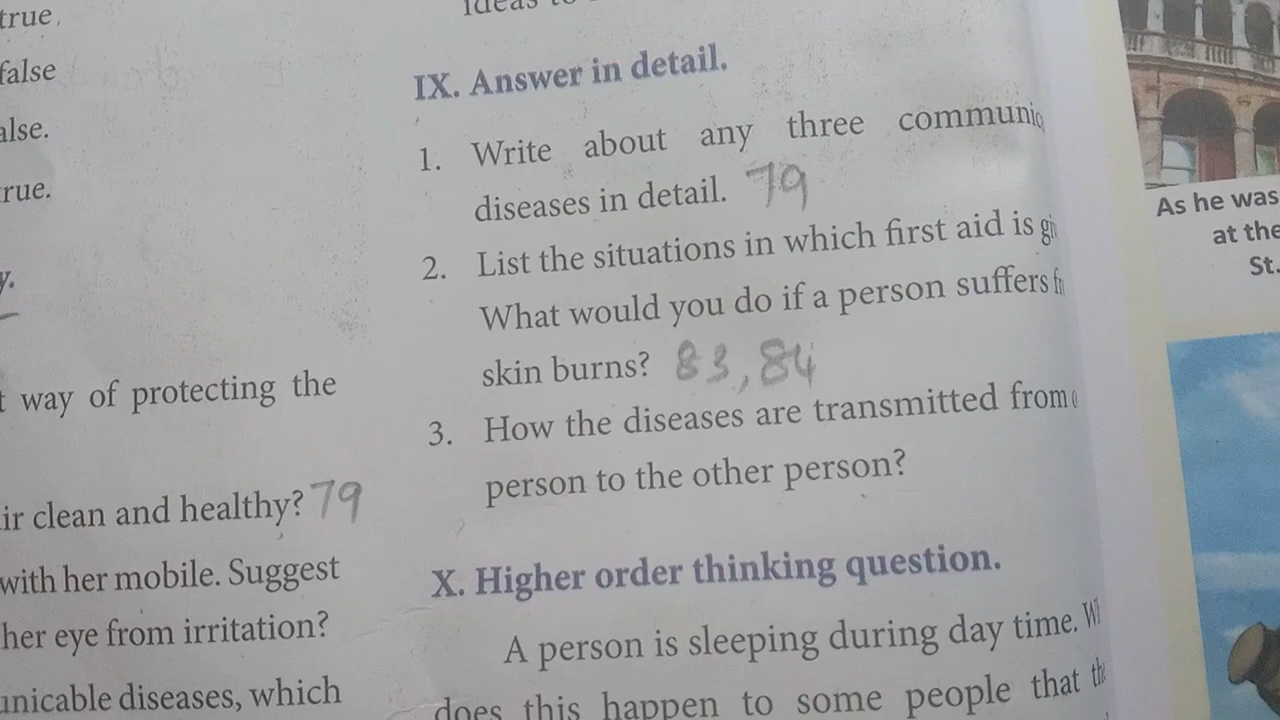 true.
false
alse.
rue.
y.
t way of protecting the
ir clean and healthy? 79
with her mobile. Suggest
her eye from irritation?
unicable diseases, which
ideas to
IX. Answer in detail.
1. Write about any three communic
diseases in detail. 79
2. List the situations in which first aid is gi
What would you do if a person suffers f
skin burns? 83, 84
3. How the diseases are transmitted from
person to the other person?
X. Higher order thinking question.
A person is sleeping during day time. W
does this happen to some people that th
As he was
at the
St.